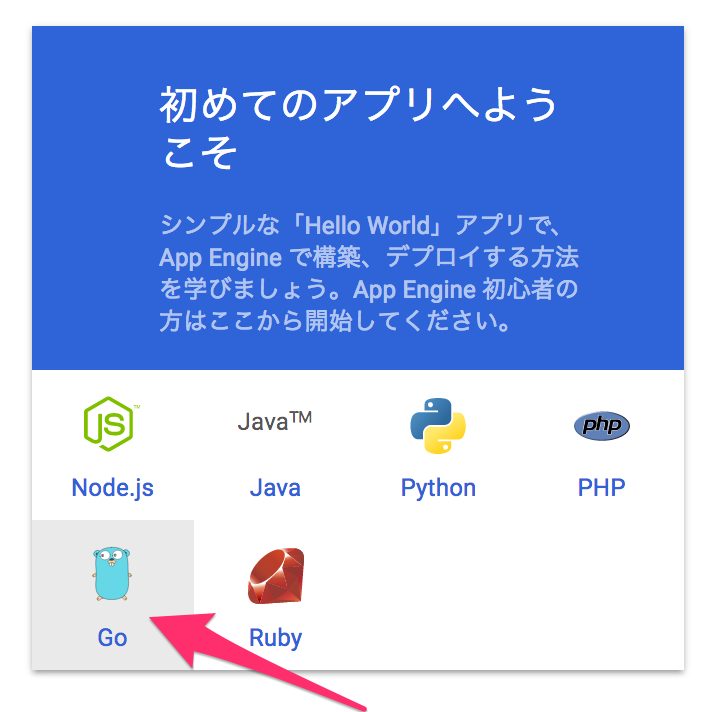 初めてのアプリへよう
こそ
シンプルな「Hello World」アプリで、
App Engine で構築、デプロイする方法
を学びましょう。App Engine 初心者の
方はここから開始してください。
JS™
Java™
php
Node.js
Java
Python
PHP
Go
Ruby